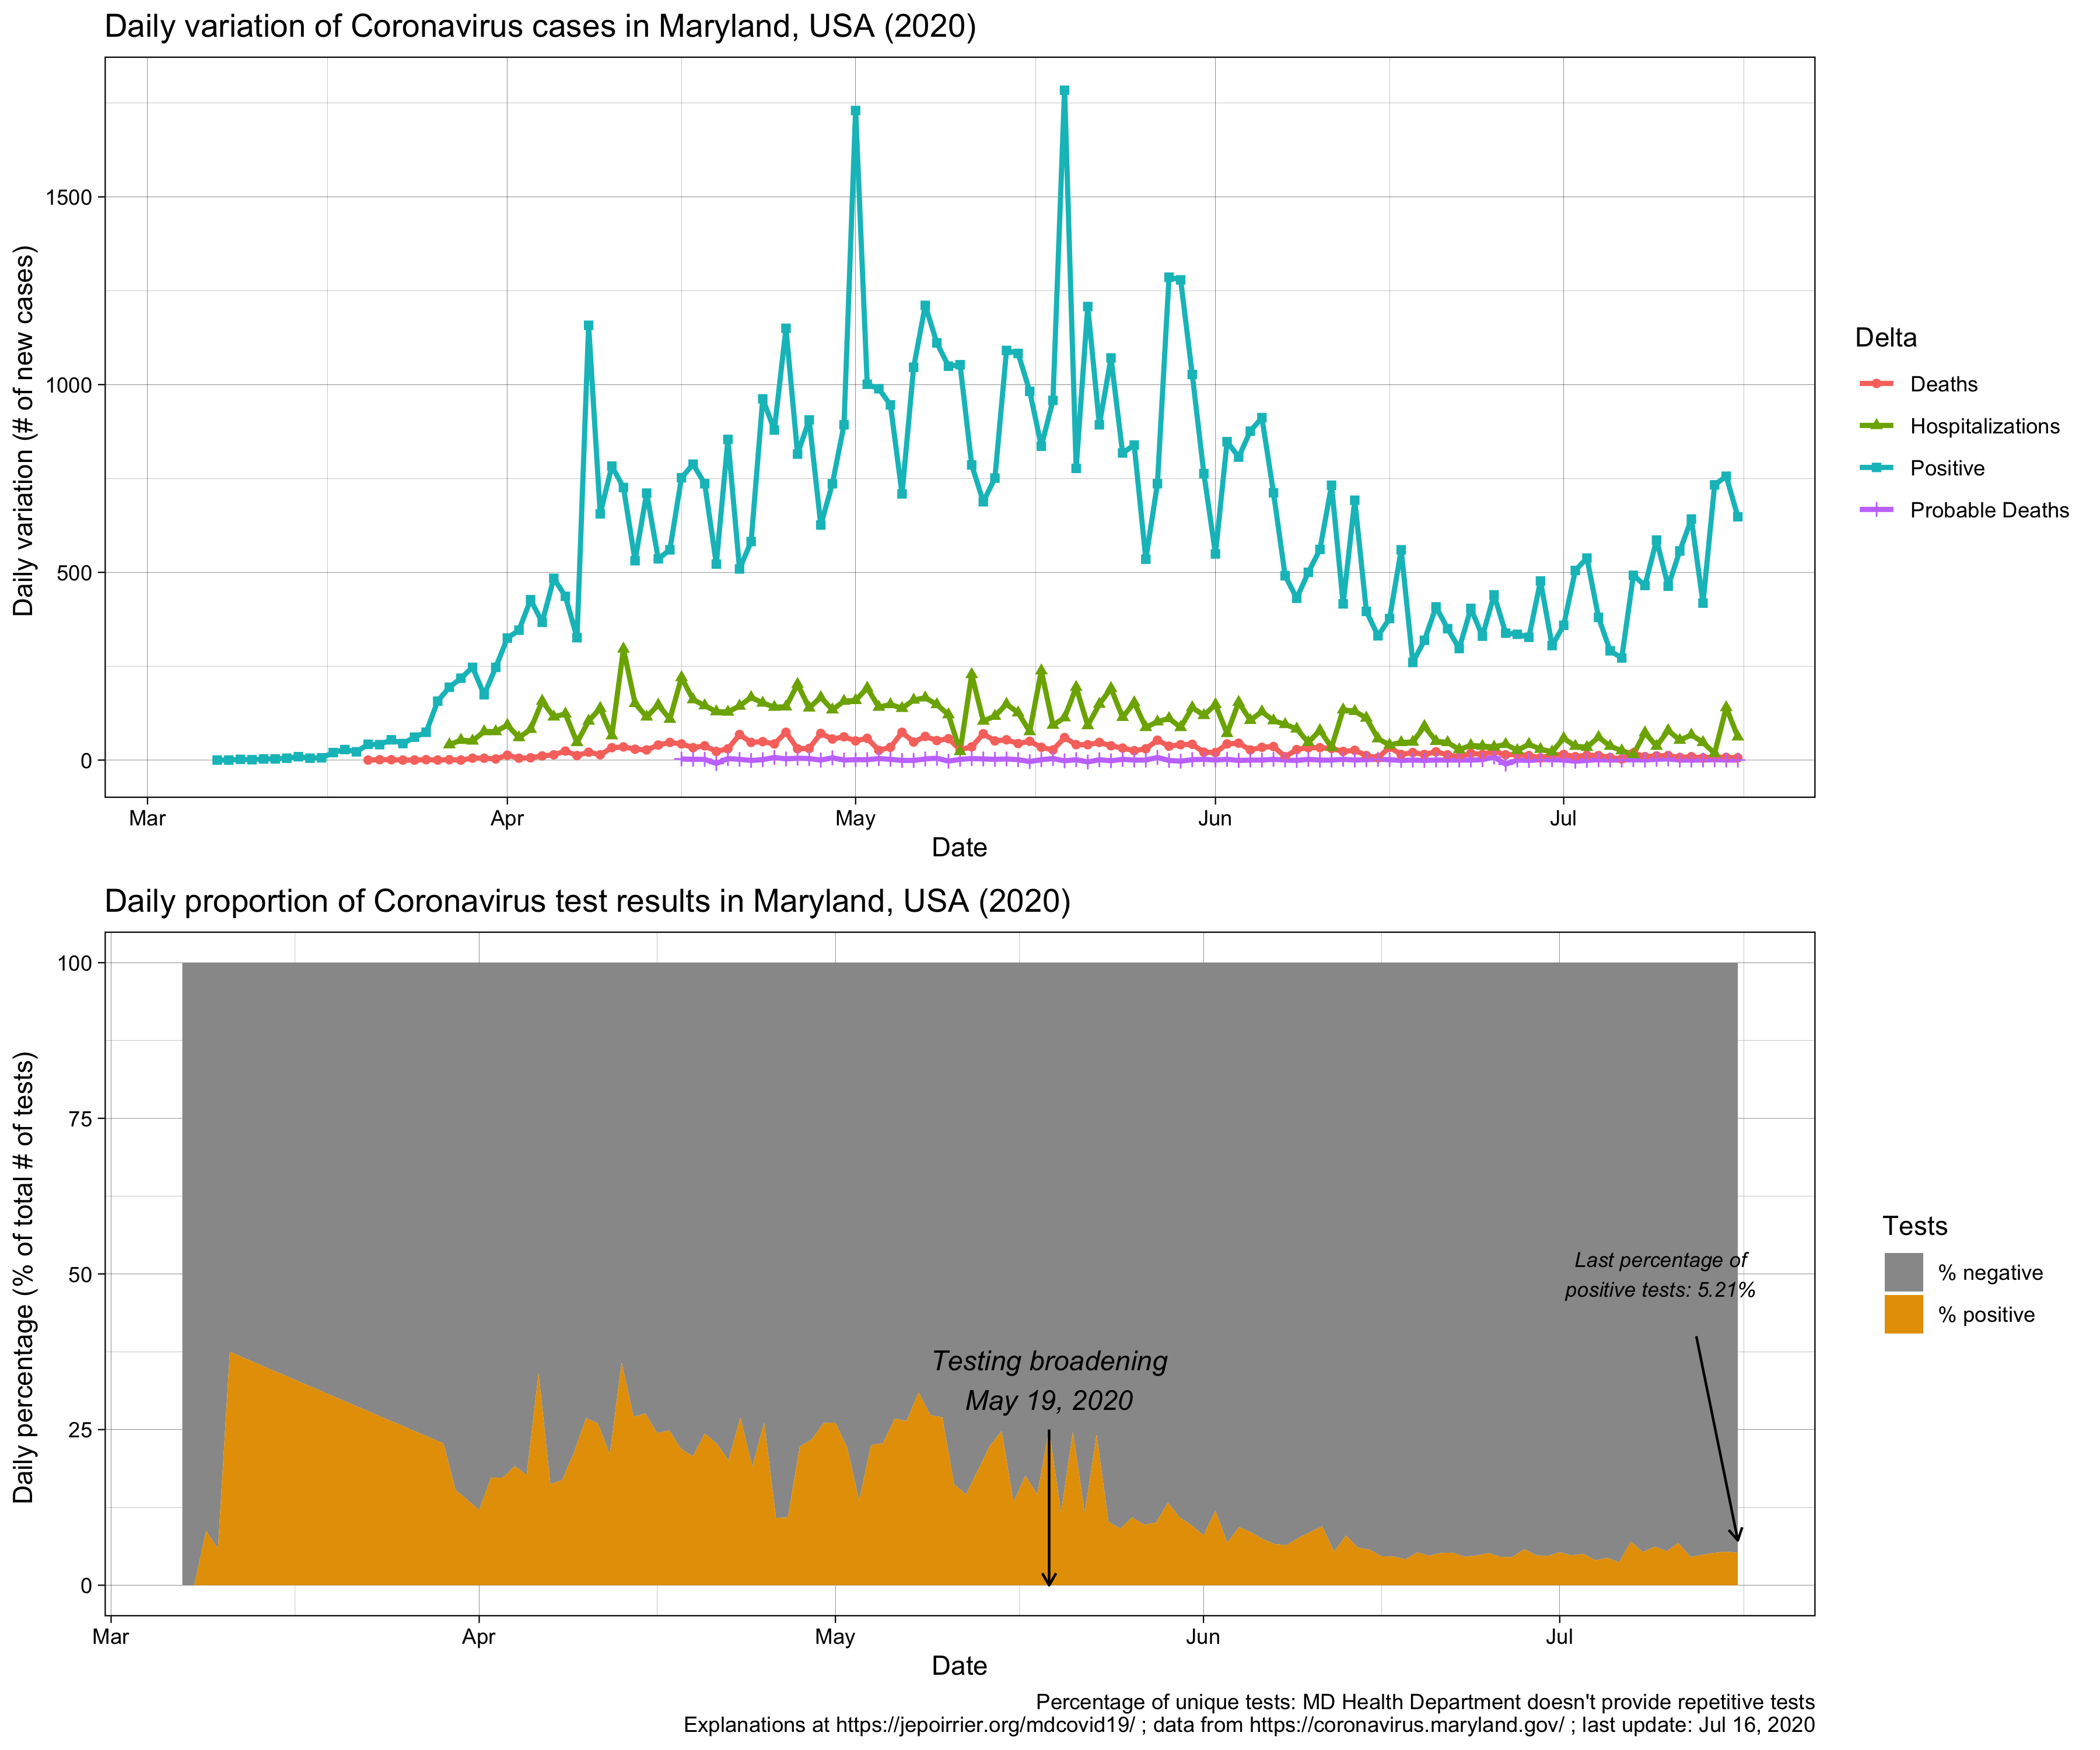 Daily variation of Coronavirus cases in Maryland, USA (2020)
Daily variation (# of new cases)
1500
1000
500
0
Mar Apr May Jun Jul
Date
Delta
Deaths
Hospitalizations
Positive
Probable Deaths
Daily proportion of Coronavirus test results in Maryland, USA (2020)
Daily percentage (% of total # of tests)
100
75
50
25
0
Last percentage of
positive tests: 5.21%
Testing broadening
May 19, 2020
Mar Apr May Jun Jul
Date
Tests
% negative
% positive
Percentage of unique tests: MD Health Department doesn't provide repetitive tests
Explanations at https://jepoirrier.org/mdcovid19/ ; data from https://coronavirus.maryland.gov/ ; last update: Jul 16, 2020